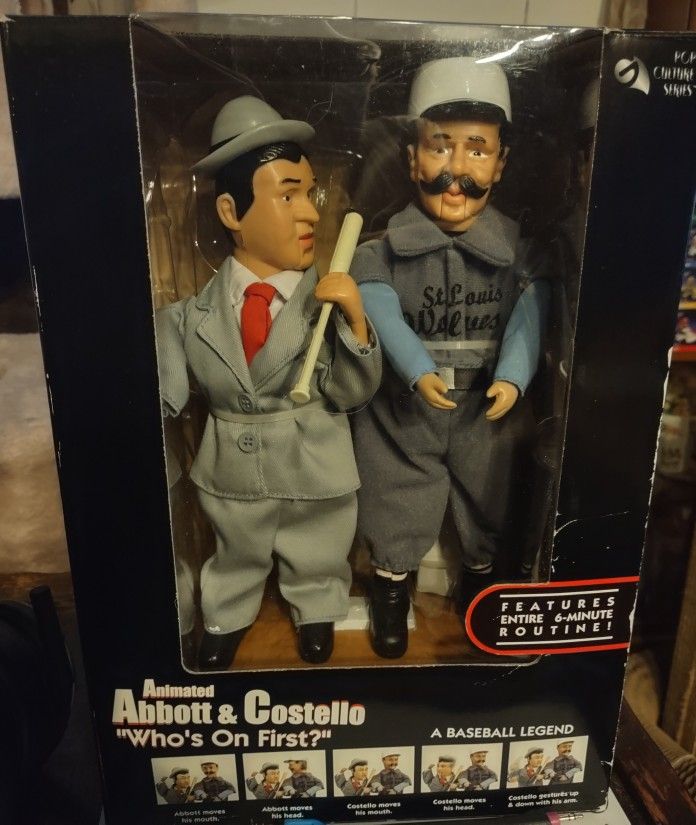 POP
CULTURE
SERIES
St. Louis
Wolves
FEATURES
ENTIRE 6-MINUTE
ROUTINE!
Animated
Abbott & Costello
"Who's On First?"
A BASEBALL LEGEND
Abbott moves
his mouth.
Abbott moves
his head.
Costello moves
his mouth.
Costello moves
his head.
Costello gestures up
& down with his arm.